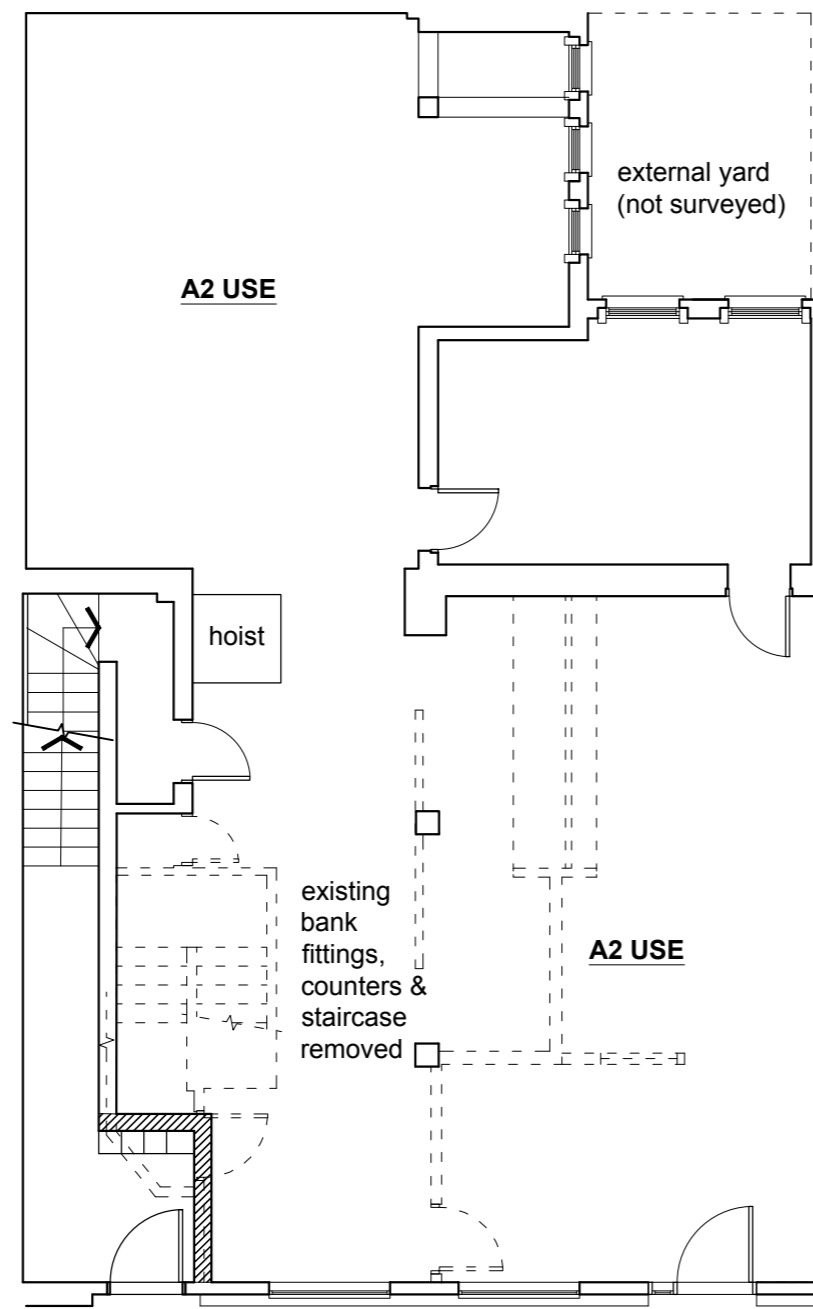 external yard
(not surveyed)
A2 USE
hoist
existing
bank
fittings,
counters &
staircase
removed
A2 USE